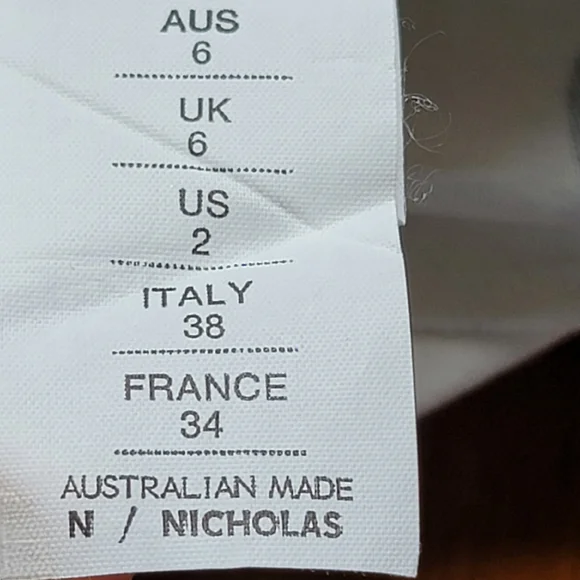 AUS
6
UK
6
US
2
ITALY
38
FRANCE
34
AUSTRALIAN MADE
N / NICHOLAS